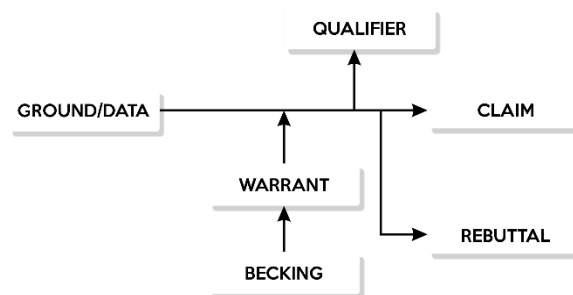 QUALIFIER
GROUND/DATA
CLAIM
WARRANT
REBUTTAL
BECKING